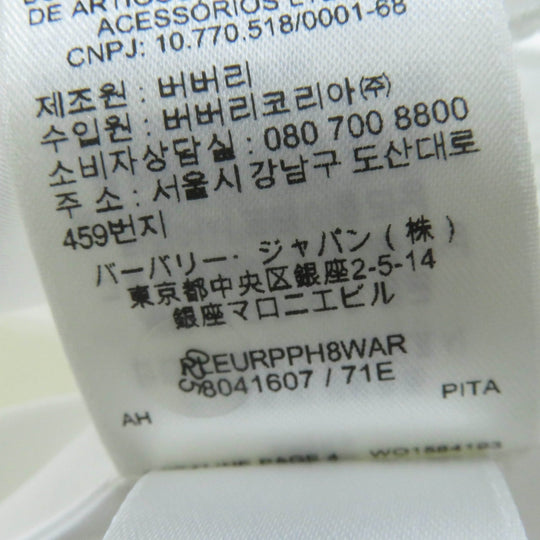 DE ARTIGOS
ACESSÓRIOS LTDA
CNPJ: 10.770.518/0001-68
제조원 : 버버리
수입원 : 버버리코리아㈜
소비자상담실 : 080 700 8800
주 소 : 서울시 강남구 도산대로
459번지
バーバリー・ジャパン(株)
東京都中央区銀座2-5-14
銀座マロニエビル
EURPPH8WAR
8041607 / 71E
AH
PITA
PAGE 4 WO1584123